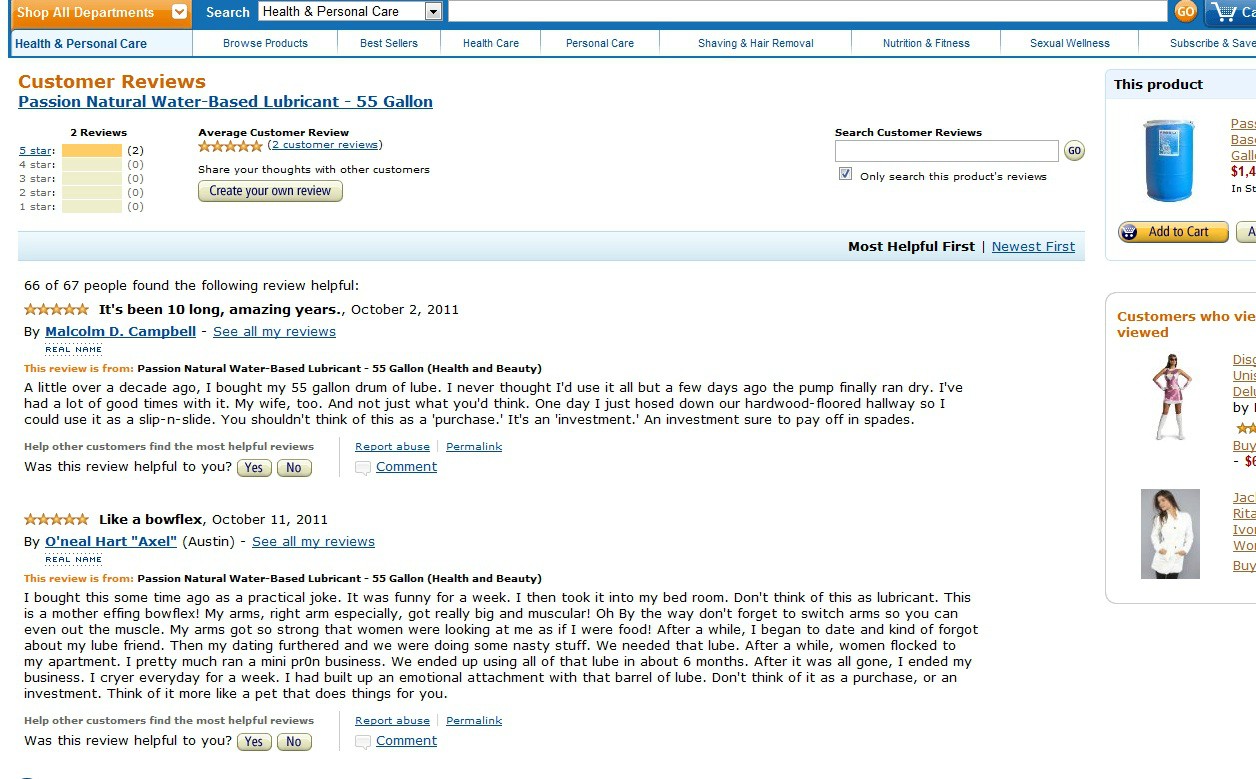 Shop All Departments
Search
Health & Personal Care
GO
Health & Personal Care
Browse Products
Best Sellers
Health Care
Personal Care
Shaving & Hair Removal
Nutrition & Fitness
Sexual Wellness
Subscribe & Save
Customer Reviews
Passion Natural Water-Based Lubricant - 55 Gallon
2 Reviews
5 star: (2)
4 star: (0)
3 star: (0)
2 star: (0)
1 star: (0)
Average Customer Review
(2 customer reviews)
Share your thoughts with other customers
Create your own review
Search Customer Reviews
GO
Only search this product's reviews
Most Helpful First | Newest First
66 of 67 people found the following review helpful:
It's been 10 long, amazing years., October 2, 2011
By Malcolm D. Campbell - See all my reviews
REAL NAME
This review is from: Passion Natural Water-Based Lubricant - 55 Gallon (Health and Beauty)
A little over a decade ago, I bought my 55 gallon drum of lube. I never thought I'd use it all but a few days ago the pump finally ran dry. I've
had a lot of good times with it. My wife, too. And not just what you'd think. One day I just hosed down our hardwood-floored hallway so I
could use it as a slip-n-slide. You shouldn't think of this as a 'purchase.' It's an 'investment.' An investment sure to pay off in spades.
Help other customers find the most helpful reviews
Was this review helpful to you? Yes No
Report abuse | Permalink
Comment
Like a bowflex, October 11, 2011
By O'neal Hart "Axel" (Austin) - See all my reviews
REAL NAME
This review is from: Passion Natural Water-Based Lubricant - 55 Gallon (Health and Beauty)
I bought this some time ago as a practical joke. It was funny for a week. I then took it into my bed room. Don't think of this as lubricant. This
is a mother effing bowflex! My arms, right arm especially, got really big and muscular! Oh By the way don't forget to switch arms so you can
even out the muscle. My arms got so strong that women were looking at me as if I were food! After a while, I began to date and kind of forgot
about my lube friend. Then my dating furthered and we were doing some nasty stuff. We needed that lube. After a while, women flocked to
my apartment. I pretty much ran a mini pr0n business. We ended up using all of that lube in about 6 months. After it was all gone, I ended my
business. I cryer everyday for a week. I had built up an emotional attachment with that barrel of lube. Don't think of it as a purchase, or an
investment. Think of it more like a pet that does things for you.
Help other customers find the most helpful reviews
Was this review helpful to you? Yes No
Report abuse | Permalink
Comment
This product
Pas
Bas
Gall
$1,4
In St
Add to Cart
A
Customers who vie
viewed
Disg
Unis
Delu
by
Buy
- $6
Jac
Rita
Ivo
Wo
Buy